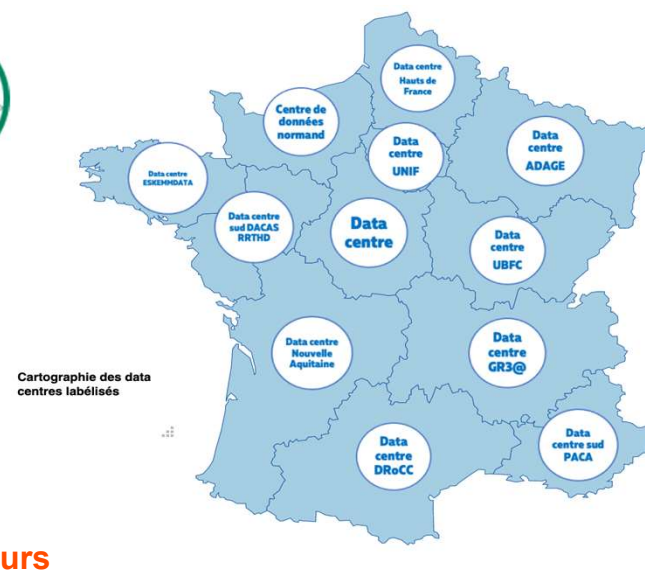 Data centre
Hauts de
France
Centre de
données
normand
Data
centre
UNIF
Data
centre
ADAGE
Data centre
ESKEMMDATA
Data centre
sud DACAS
RRTHD
Data
centre
Data
centre
UBFC
Data centre
Nouvelle
Aquitaine
Data
centre
GR3@
Cartographie des data
centres labélisés
Data
centre
DRoCC
Data
centre sud
PACA
urs